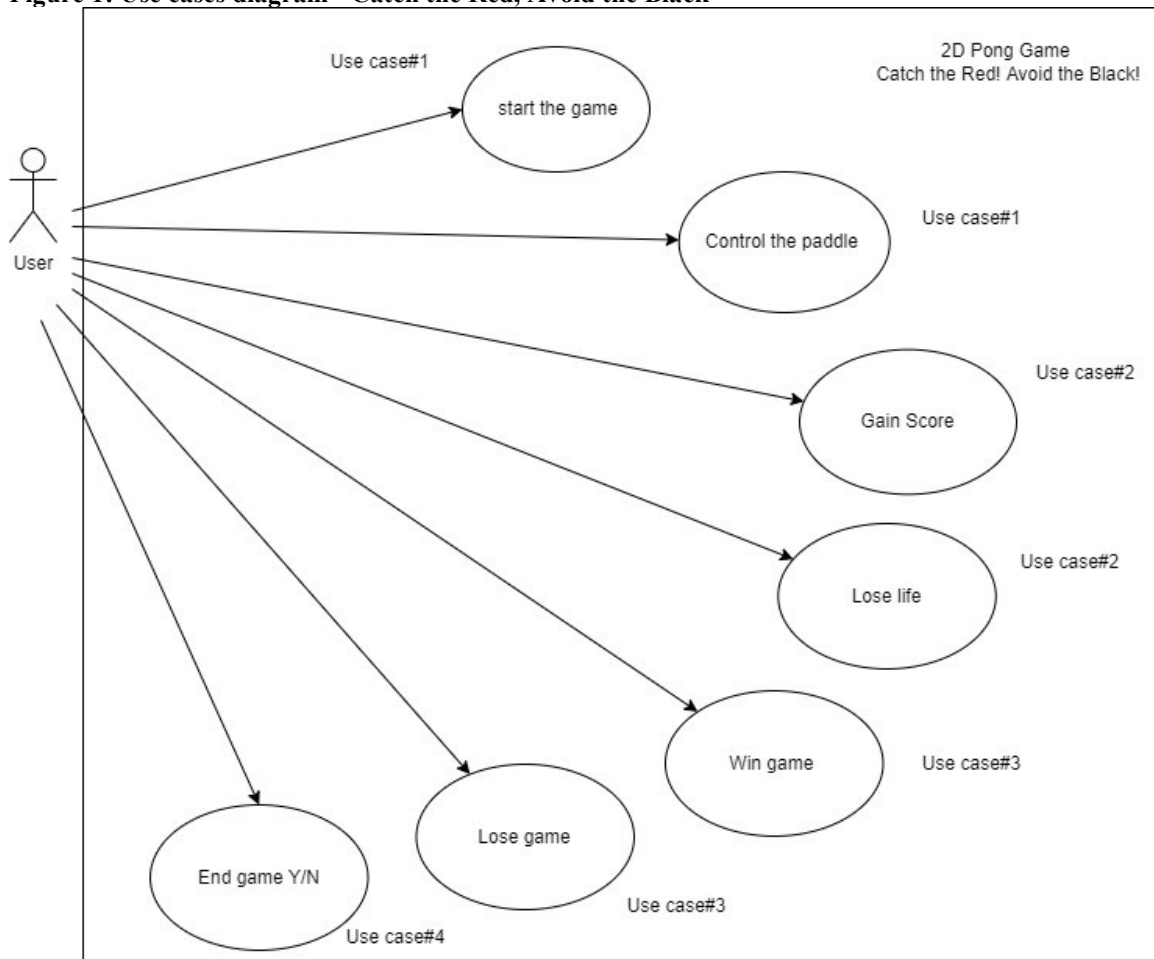 Figure 1: Use cases diagram - Catch the Red, Avoid the Black
Use case#1
2D Pong Game
Catch the Red! Avoid the Black!
start the game
Use case#1
Control the paddle
User
Use case#2
Gain Score
Use case#2
Lose life
Win game
Use case#3
Lose game
End game Y/N
Use case#3
Use case#4